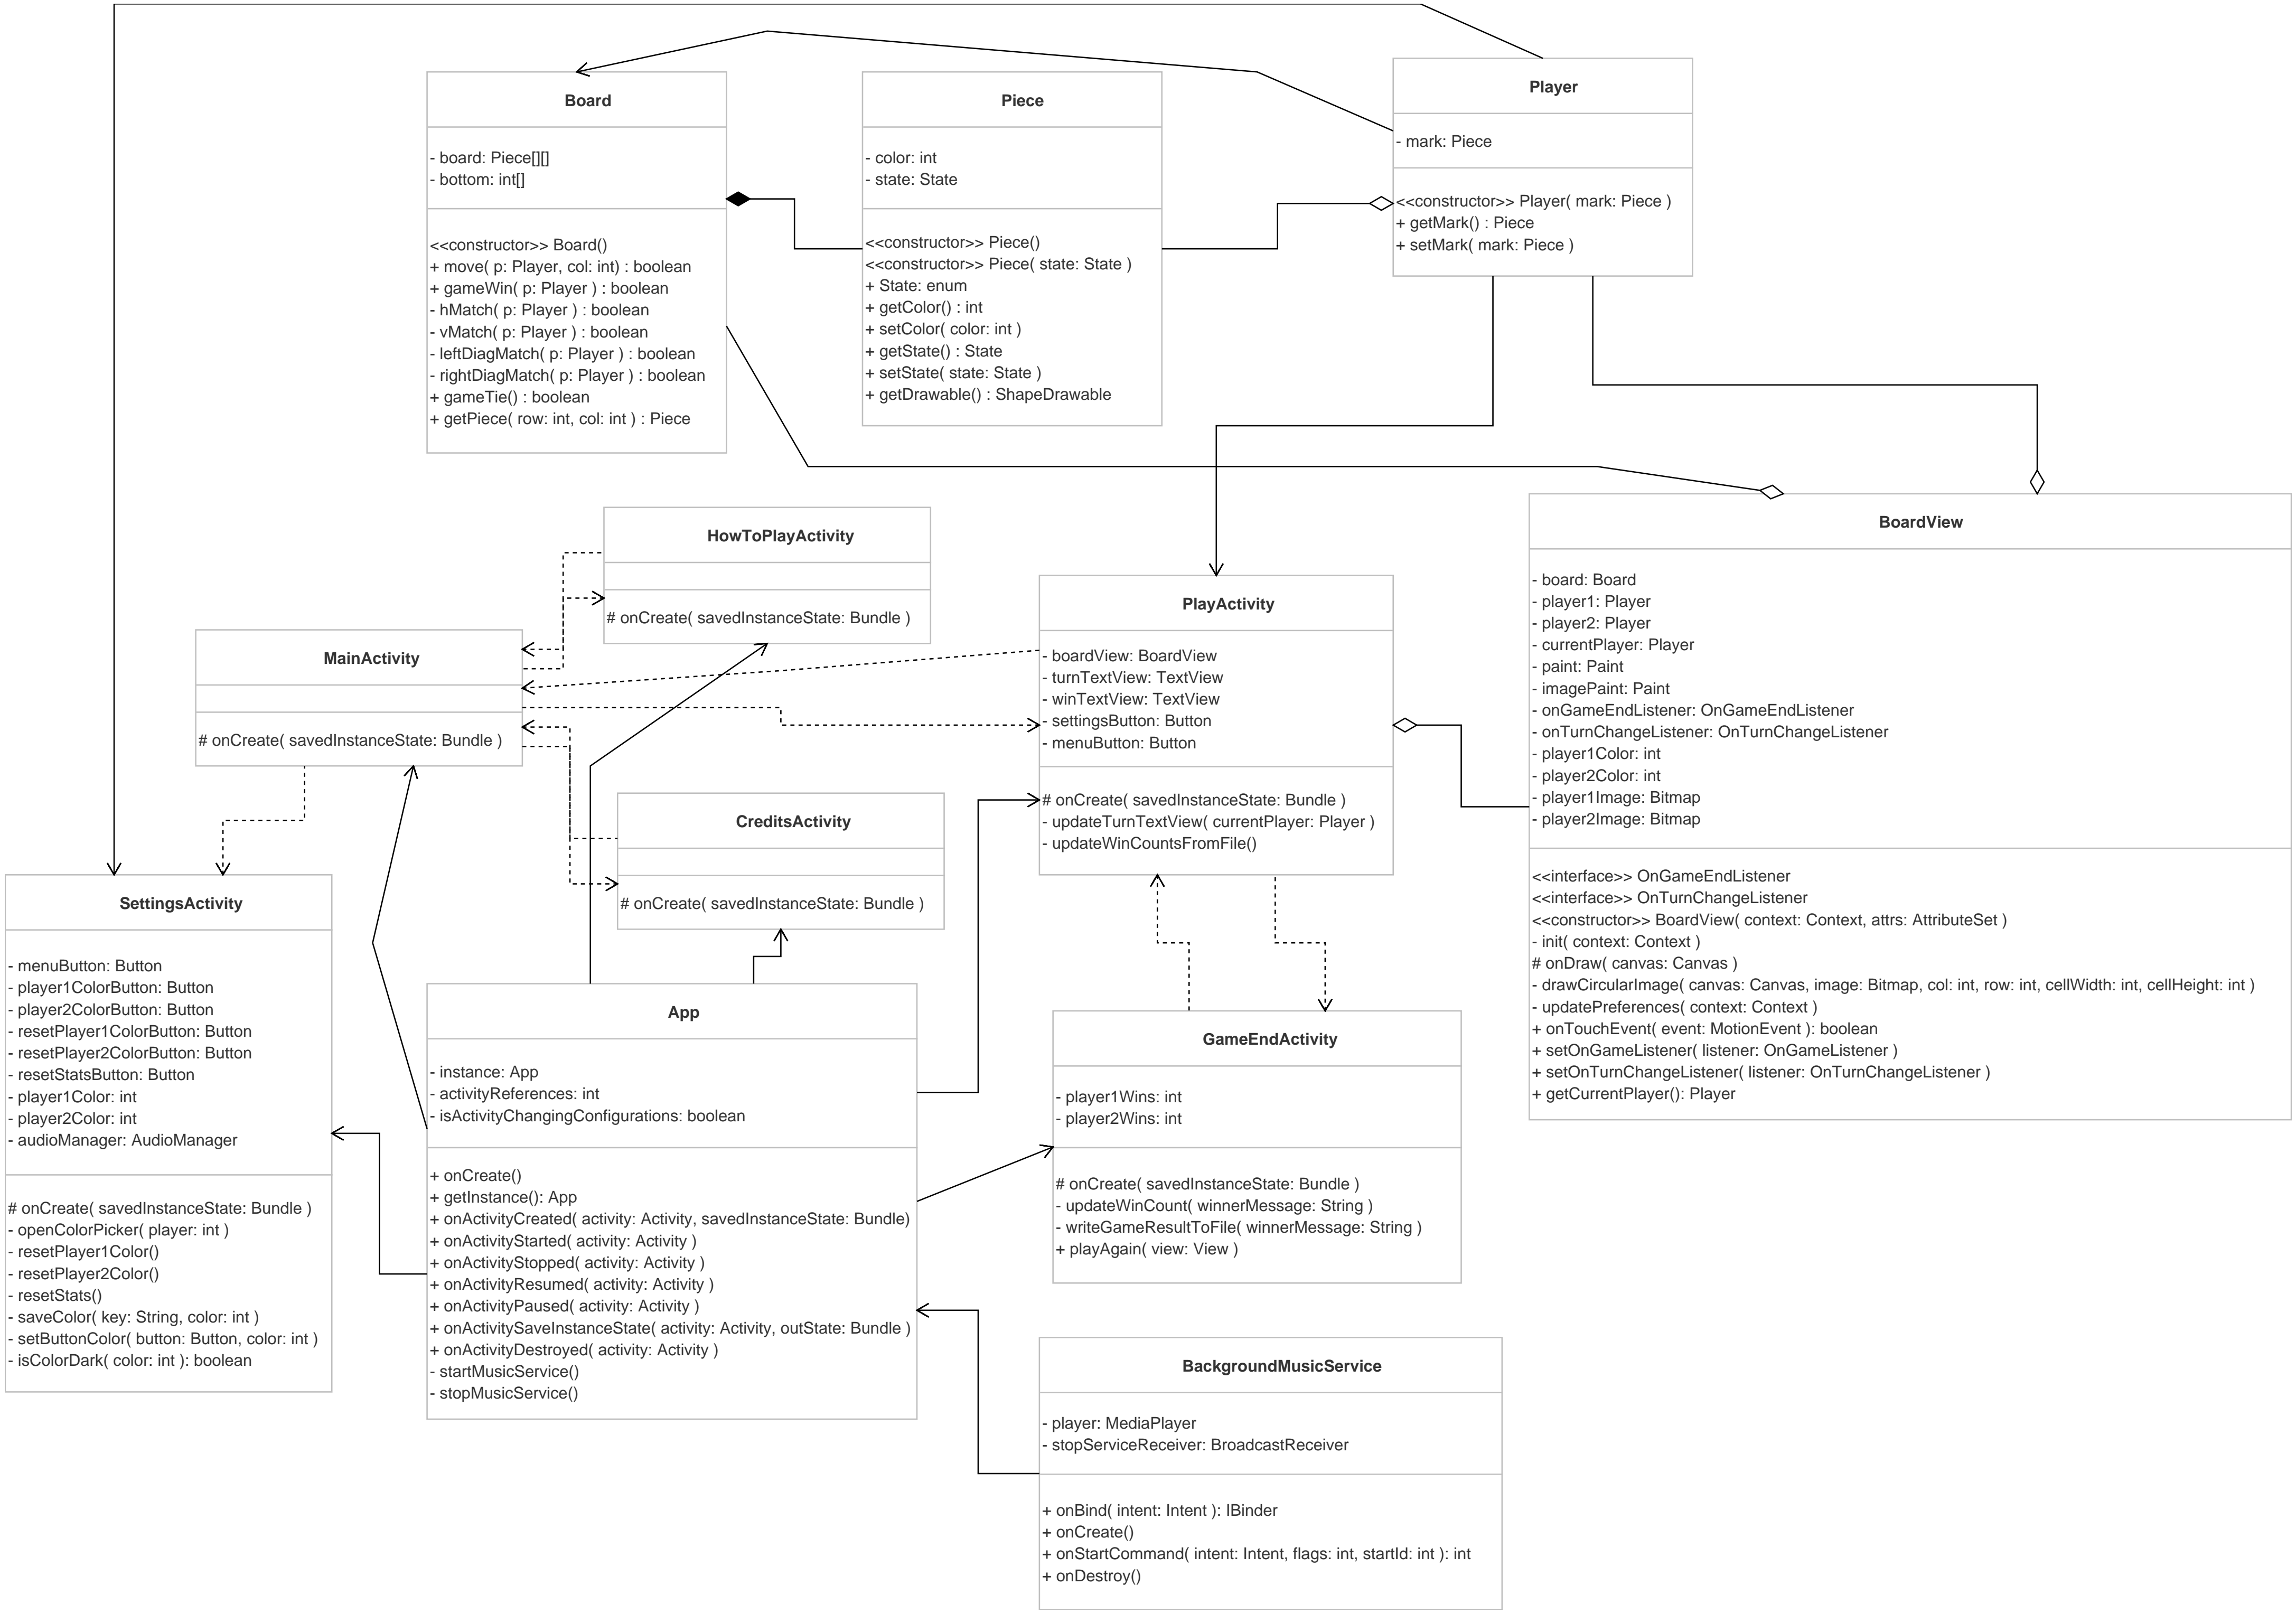 Board
- board: Piece[][]
- bottom: int[]
<<constructor>> Board()
+ move( p: Player, col: int) : boolean
+ gameWin( p: Player ) : boolean
- hMatch( p: Player ) : boolean
- vMatch( p: Player ) : boolean
- leftDiagMatch( p: Player ) : boolean
- rightDiagMatch( p: Player ) : boolean
+ gameTie() : boolean
+ getPiece( row: int, col: int ) : Piece
Piece
- color: int
- state: State
<<constructor>> Piece()
<<constructor>> Piece( state: State )
+ State: enum
+ getColor() : int
+ setColor( color: int )
+ getState() : State
+ setState( state: State )
+ getDrawable() : ShapeDrawable
Player
- mark: Piece
<<constructor>> Player( mark: Piece )
+ getMark() : Piece
+ setMark( mark: Piece )
HowToPlayActivity
# onCreate( savedInstanceState: Bundle )
MainActivity
# onCreate( savedInstanceState: Bundle )
CreditsActivity
# onCreate( savedInstanceState: Bundle )
PlayActivity
- boardView: BoardView
- turnTextView: TextView
- winTextView: TextView
- settingsButton: Button
- menuButton: Button
# onCreate( savedInstanceState: Bundle )
- updateTurnTextView( currentPlayer: Player )
- updateWinCountsFromFile()
BoardView
- board: Board
- player1: Player
- player2: Player
- currentPlayer: Player
- paint: Paint
- imagePaint: Paint
- onGameEndListener: OnGameEndListener
- onTurnChangeListener: OnTurnChangeListener
- player1Color: int
- player2Color: int
- player1Image: Bitmap
- player2Image: Bitmap
<<interface>> OnGameEndListener
<<interface>> OnTurnChangeListener
<<constructor>> BoardView( context: Context, attrs: AttributeSet )
- init( context: Context )
# onDraw( canvas: Canvas )
- drawCircularImage( canvas: Canvas, image: Bitmap, col: int, row: int, cellWidth: int, cellHeight: int )
- updatePreferences( context: Context )
+ onTouchEvent( event: MotionEvent ): boolean
+ setOnGameListener( listener: OnGameListener )
+ setOnTurnChangeListener( listener: OnTurnChangeListener )
+ getCurrentPlayer(): Player
SettingsActivity
- menuButton: Button
- player1ColorButton: Button
- player2ColorButton: Button
- resetPlayer1ColorButton: Button
- resetPlayer2ColorButton: Button
- resetStatsButton: Button
- player1Color: int
- player2Color: int
- audioManager: AudioManager
# onCreate( savedInstanceState: Bundle )
- openColorPicker( player: int )
- resetPlayer1Color()
- resetPlayer2Color()
- resetStats()
- saveColor( key: String, color: int )
- setButtonColor( button: Button, color: int )
- isColorDark( color: int ): boolean
App
- instance: App
- activityReferences: int
- isActivityChangingConfigurations: boolean
+ onCreate()
+ getInstance(): App
+ onActivityCreated( activity: Activity, savedInstanceState: Bundle)
+ onActivityStarted( activity: Activity )
+ onActivityStopped( activity: Activity )
+ onActivityResumed( activity: Activity )
+ onActivityPaused( activity: Activity )
+ onActivitySaveInstanceState( activity: Activity, outState: Bundle )
+ onActivityDestroyed( activity: Activity )
- startMusicService()
- stopMusicService()
GameEndActivity
- player1Wins: int
- player2Wins: int
# onCreate( savedInstanceState: Bundle )
- updateWinCount( winnerMessage: String )
- writeGameResultToFile( winnerMessage: String )
+ playAgain( view: View )
BackgroundMusicService
- player: MediaPlayer
- stopServiceReceiver: BroadcastReceiver
+ onBind( intent: Intent ): IBinder
+ onCreate()
+ onStartCommand( intent: Intent, flags: int, startId: int ): int
+ onDestroy()